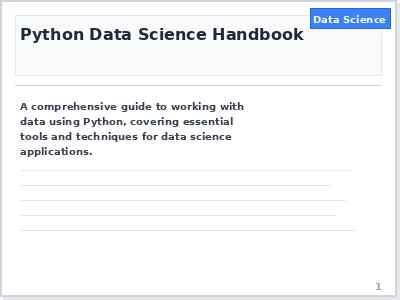 Data Science
Python Data Science Handbook
A comprehensive guide to working with
data using Python, covering essential
tools and techniques for data science
applications.
1